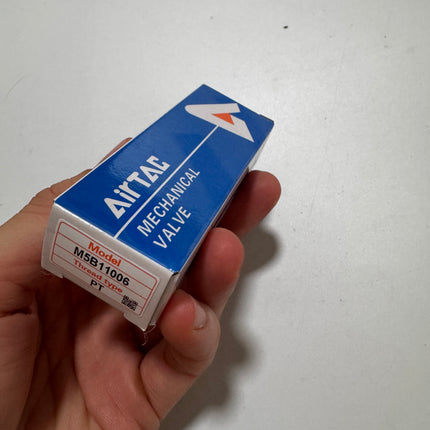 AirTAC
MECHANICAL
VALVE
Model
M5B11006
Thread type
PT